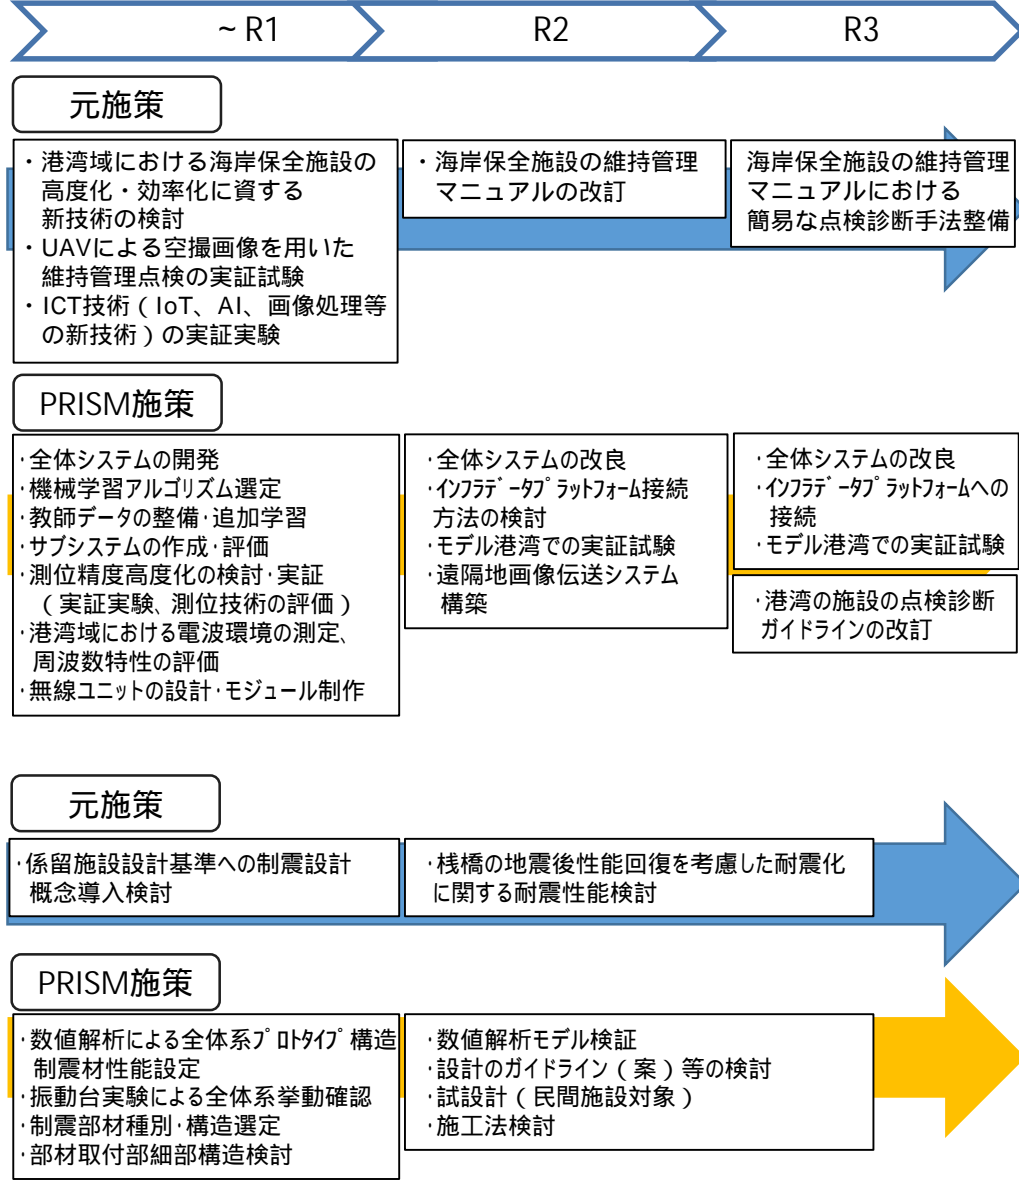 ~ R1
R2
R3
元施策
・港湾域における海岸保全施設の
高度化・効率化に資する
新技術の検討
・UAVによる空撮画像を用いた
維持管理点検の実証試験
・ICT技術（IoT、AI、画像処理等
の新技術）の実証実験
・海岸保全施設の維持管理
マニュアルの改訂
海岸保全施設の維持管理
マニュアルにおける
簡易な点検診断手法整備
PRISM施策
･全体システムの開発
･機械学習アルゴリズム選定
･教師データの整備･追加学習
･サブシステムの作成･評価
･測位精度高度化の検討･実証
（実証実験、測位技術の評価）
･港湾域における電波環境の測定、
周波数特性の評価
･無線ユニットの設計･モジュール制作
･全体システムの改良
･ｲﾝﾌﾗﾃﾞｰﾀﾌﾟﾗｯﾄﾌｫｰﾑ接続
方法の検討
･モデル港湾での実証試験
･遠隔地画像伝送システム
構築
･全体システムの改良
･ｲﾝﾌﾗﾃﾞｰﾀﾌﾟﾗｯﾄﾌｫｰﾑへの
接続
･モデル港湾での実証試験
･港湾の施設の点検診断
ガイドラインの改訂
元施策
･係留施設設計基準への制震設計
概念導入検討
･桟橋の地震後性能回復を考慮した耐震化
に関する耐震性能検討
PRISM施策
･数値解析による全体系ﾌﾟﾛﾄﾀｲﾌﾟ構造
制震材性能設定
･振動台実験による全体系挙動確認
･制震部材種別･構造選定
･部材取付部細部構造検討
･数値解析モデル検証
･設計のガイドライン（案）等の検討
･試設計（民間施設対象）
･施工法検討